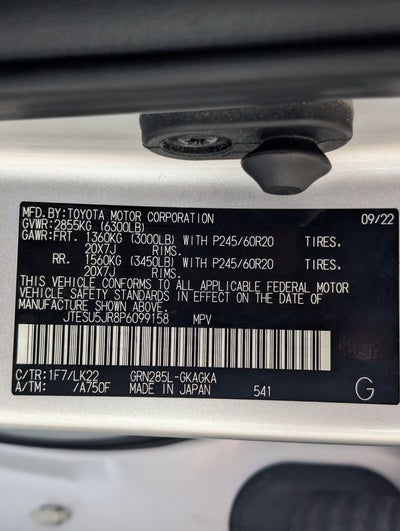 MFD.BY:TOYOTA MOTOR CORPORATION 09/22
GVWR:2855KG (6300LB)
GAWR:FRT. 1360KG (3000LB) WITH P245/60R20 TIRES,
20X7J RIMS.
RR. 1560KG (3450LB) WITH P245/60R20 TIRES,
20X7J RIMS.
THIS VEHICLE CONFORMS TO ALL APPLICABLE FEDERAL MOTOR
VEHICLE SAFETY STANDARDS IN EFFECT ON THE DATE OF
MANUFACTURE SHOWN ABOVE.
JTESU5JR8P6099158 MPV
C/TR:1F7/LK22 GRN285L-GKAGKA
A/TM: /A750F MADE IN JAPAN 541 G